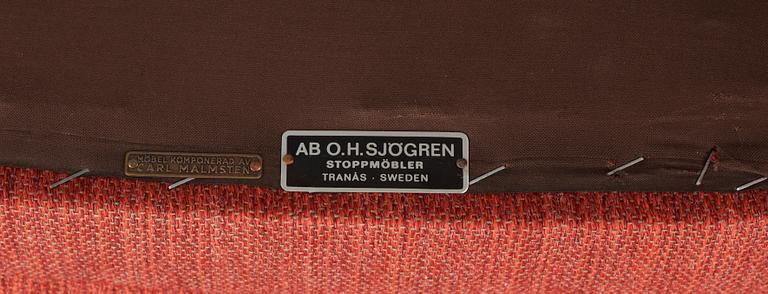 MÖBEL KOMPONERAD AV
CARL MALMSTEN
AB O.H. SJÖGREN
STOPPMÖBLER
TRANÅS · SWEDEN